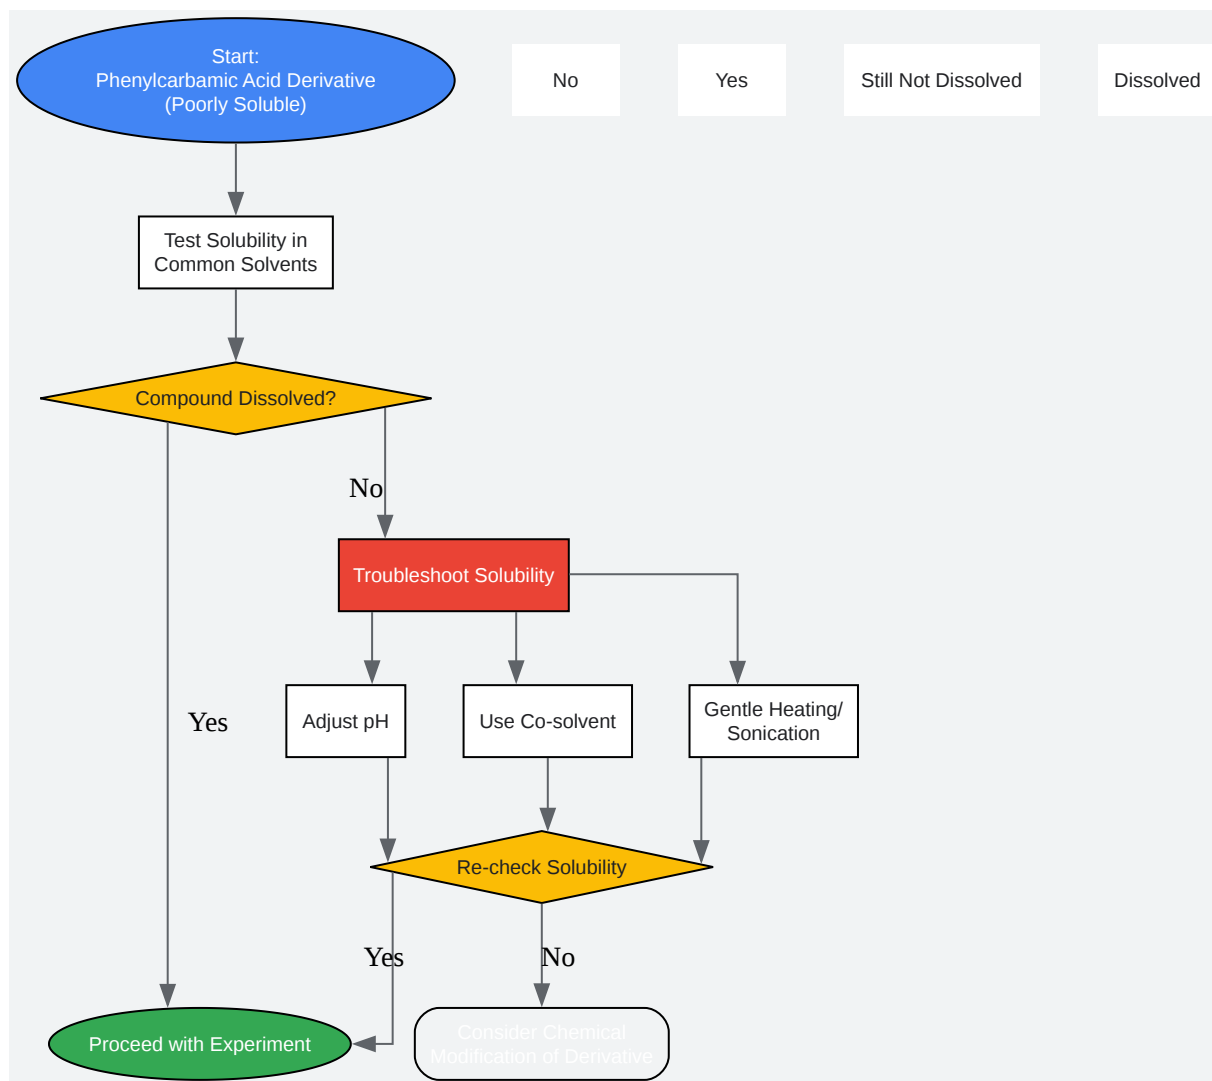 Start:
Phenylcarbamic Acid Derivative
(Poorly Soluble)
No
Yes
Still Not Dissolved
Dissolved
Test Solubility in
Common Solvents
Compound Dissolved?
No
Troubleshoot Solubility
Yes
Adjust pH
Use Co-solvent
Gentle Heating/
Sonication
Re-check Solubility
Yes
No
Proceed with Experiment
Consider Chemical
Modification of Derivative